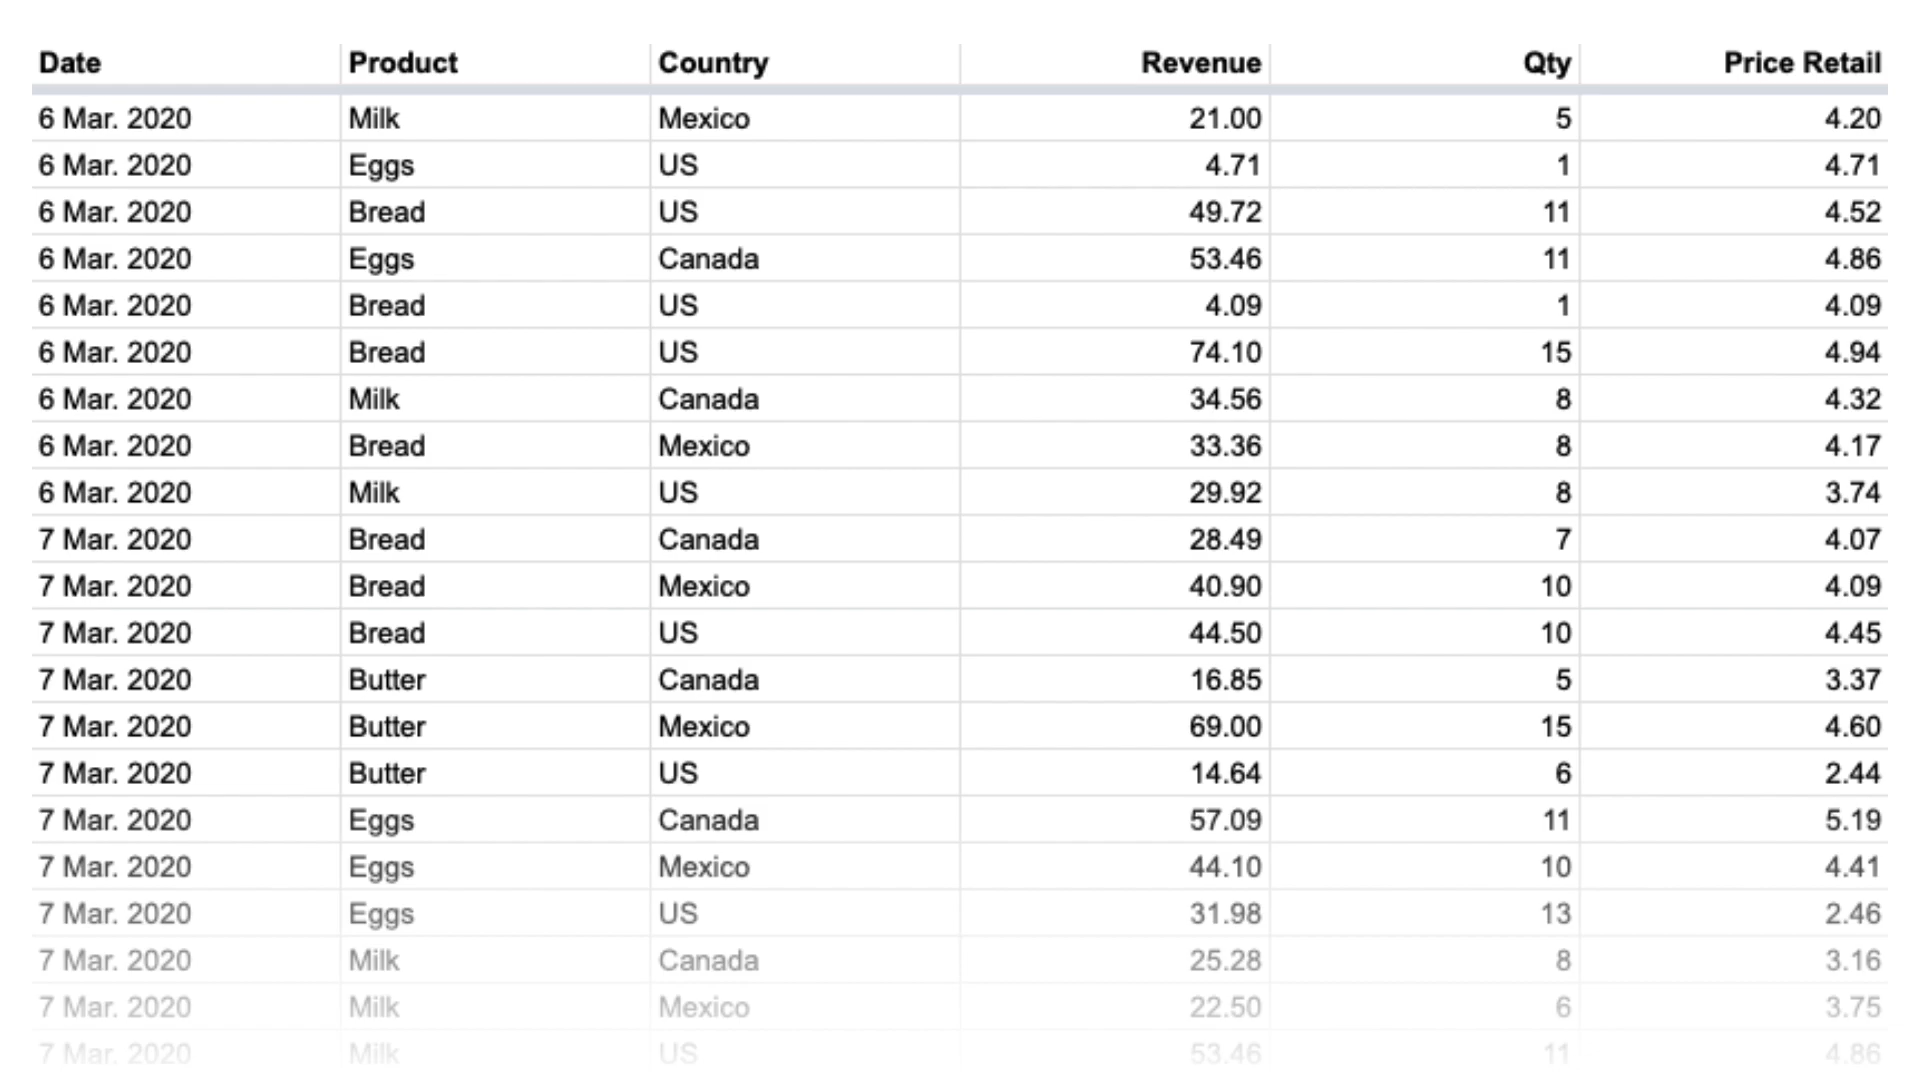 Date Product Country Revenue Qty Price Retail
6 Mar. 2020 Milk Mexico 21.00 5 4.20
6 Mar. 2020 Eggs US 4.71 1 4.71
6 Mar. 2020 Bread US 49.72 11 4.52
6 Mar. 2020 Eggs Canada 53.46 11 4.86
6 Mar. 2020 Bread US 4.09 1 4.09
6 Mar. 2020 Bread US 74.10 15 4.94
6 Mar. 2020 Milk Canada 34.56 8 4.32
6 Mar. 2020 Bread Mexico 33.36 8 4.17
6 Mar. 2020 Milk US 29.92 8 3.74
7 Mar. 2020 Bread Canada 28.49 7 4.07
7 Mar. 2020 Bread Mexico 40.90 10 4.09
7 Mar. 2020 Bread US 44.50 10 4.45
7 Mar. 2020 Butter Canada 16.85 5 3.37
7 Mar. 2020 Butter Mexico 69.00 15 4.60
7 Mar. 2020 Butter US 14.64 6 2.44
7 Mar. 2020 Eggs Canada 57.09 11 5.19
7 Mar. 2020 Eggs Mexico 44.10 10 4.41
7 Mar. 2020 Eggs US 31.98 13 2.46
7 Mar. 2020 Milk Canada 25.28 8 3.16
7 Mar. 2020 Milk Mexico 22.50 6 3.75
7 Mar. 2020 Milk US 53.46 11 4.86